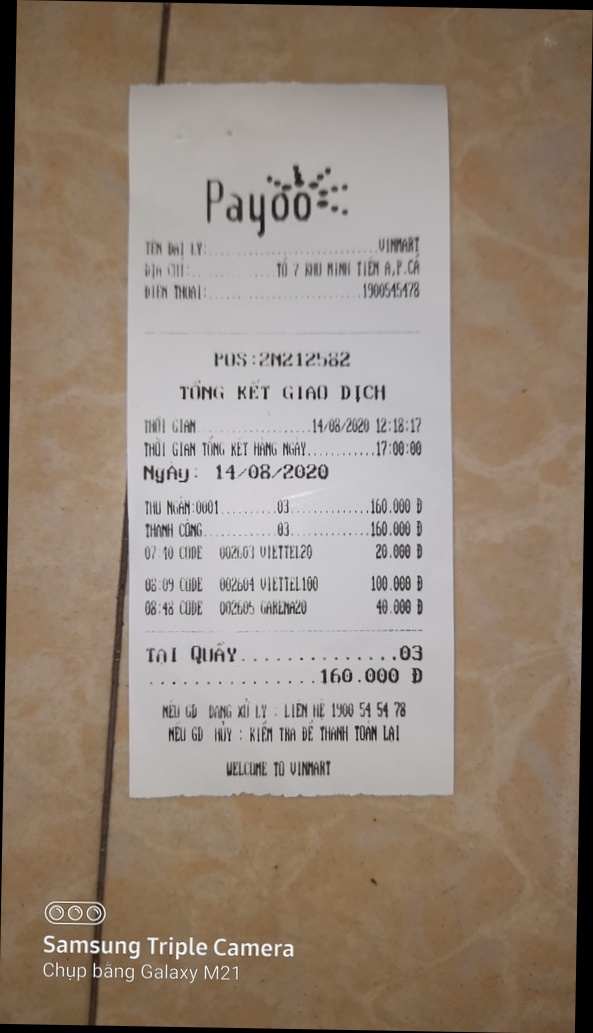 Payoo
TÊN ĐẠI LÝ:......................VINMART
ĐỊA CHỈ:............TỔ 7 KHU MINH TIẾN A,P.CẢ
ĐIỆN THOẠI:....................1900545478
POS:2N212582
TỔNG KẾT GIAO DỊCH
THỜI GIAN..................14/08/2020 12:18:17
THỜI GIAN TỔNG KẾT HÀNG NGÀY...........17:00:00
Ngày: 14/08/2020
THU NGÂN:0001.........03.............160.000 Đ
THÀNH CÔNG............03.............160.000 Đ
07:40 CODE 002603 VIETTEL20 20.000 Đ
08:09 CODE 002604 VIETTEL100 100.000 Đ
08:48 CODE 002605 GARENA20 40.000 Đ
TẠI QUẦY..............03
...............160.000 Đ
NẾU GD ĐANG XỬ LÝ : LIÊN HỆ 1900 54 54 78
NẾU GD HỦY : KIỂM TRA ĐỂ THANH TOÁN LẠI
WELCOME TO VINMART
Samsung Triple Camera
Chụp bằng Galaxy M21